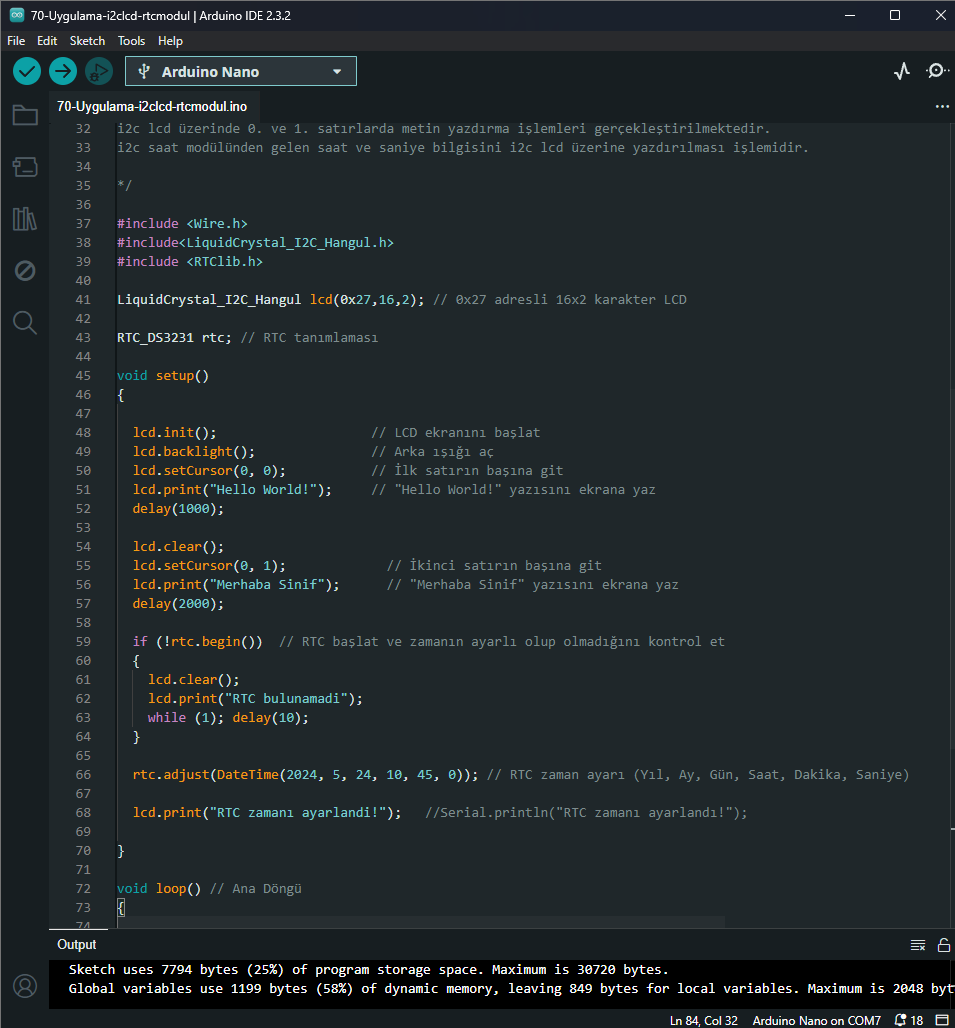 70-Uygulama-i2clcd-rtcmodul | Arduino IDE 2.3.2
File Edit Sketch Tools Help
Arduino Nano
70-Uygulama-i2clcd-rtcmodul.ino
32 i2c lcd üzerinde 0. ve 1. satırlarda metin yazdırma işlemleri gerçekleştirilmektedir.
33 i2c saat modülünden gelen saat ve saniye bilgisini i2c lcd üzerine yazdırılması işlemidir.
34
35 */
36
37 #include <Wire.h>
38 #include<LiquidCrystal_I2C_Hangul.h>
39 #include <RTClib.h>
40
41 LiquidCrystal_I2C_Hangul lcd(0x27,16,2); // 0x27 adresli 16x2 karakter LCD
42
43 RTC_DS3231 rtc; // RTC tanımlaması
44
45 void setup()
46 {
47
48 lcd.init(); // LCD ekranını başlat
49 lcd.backlight(); // Arka ışığı aç
50 lcd.setCursor(0, 0); // İlk satırın başına git
51 lcd.print("Hello World!"); // "Hello World!" yazısını ekrana yaz
52 delay(1000);
53
54 lcd.clear();
55 lcd.setCursor(0, 1); // İkinci satırın başına git
56 lcd.print("Merhaba Sinif"); // "Merhaba Sinif" yazısını ekrana yaz
57 delay(2000);
58
59 if (!rtc.begin()) // RTC başlat ve zamanın ayarlı olup olmadığını kontrol et
60 {
61 lcd.clear();
62 lcd.print("RTC bulunamadi");
63 while (1); delay(10);
64 }
65
66 rtc.adjust(DateTime(2024, 5, 24, 10, 45, 0)); // RTC zaman ayarı (Yıl, Ay, Gün, Saat, Dakika, Saniye)
67
68 lcd.print("RTC zamanı ayarlandi!"); //Serial.println("RTC zamanı ayarlandı!");
69
70 }
71
72 void loop() // Ana Döngü
73 {
74
Output
Sketch uses 7794 bytes (25%) of program storage space. Maximum is 30720 bytes.
Global variables use 1199 bytes (58%) of dynamic memory, leaving 849 bytes for local variables. Maximum is 2048 byt
Ln 84, Col 32 Arduino Nano on COM7 18